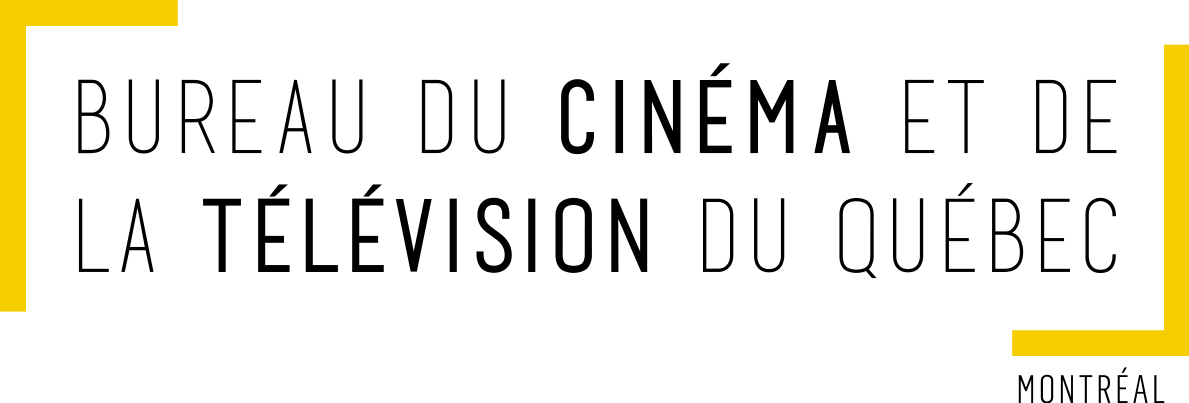 BUREAU DU CINÉMA ET DE
LA TÉLÉVISION DU QUÉBEC
MONTRÉAL